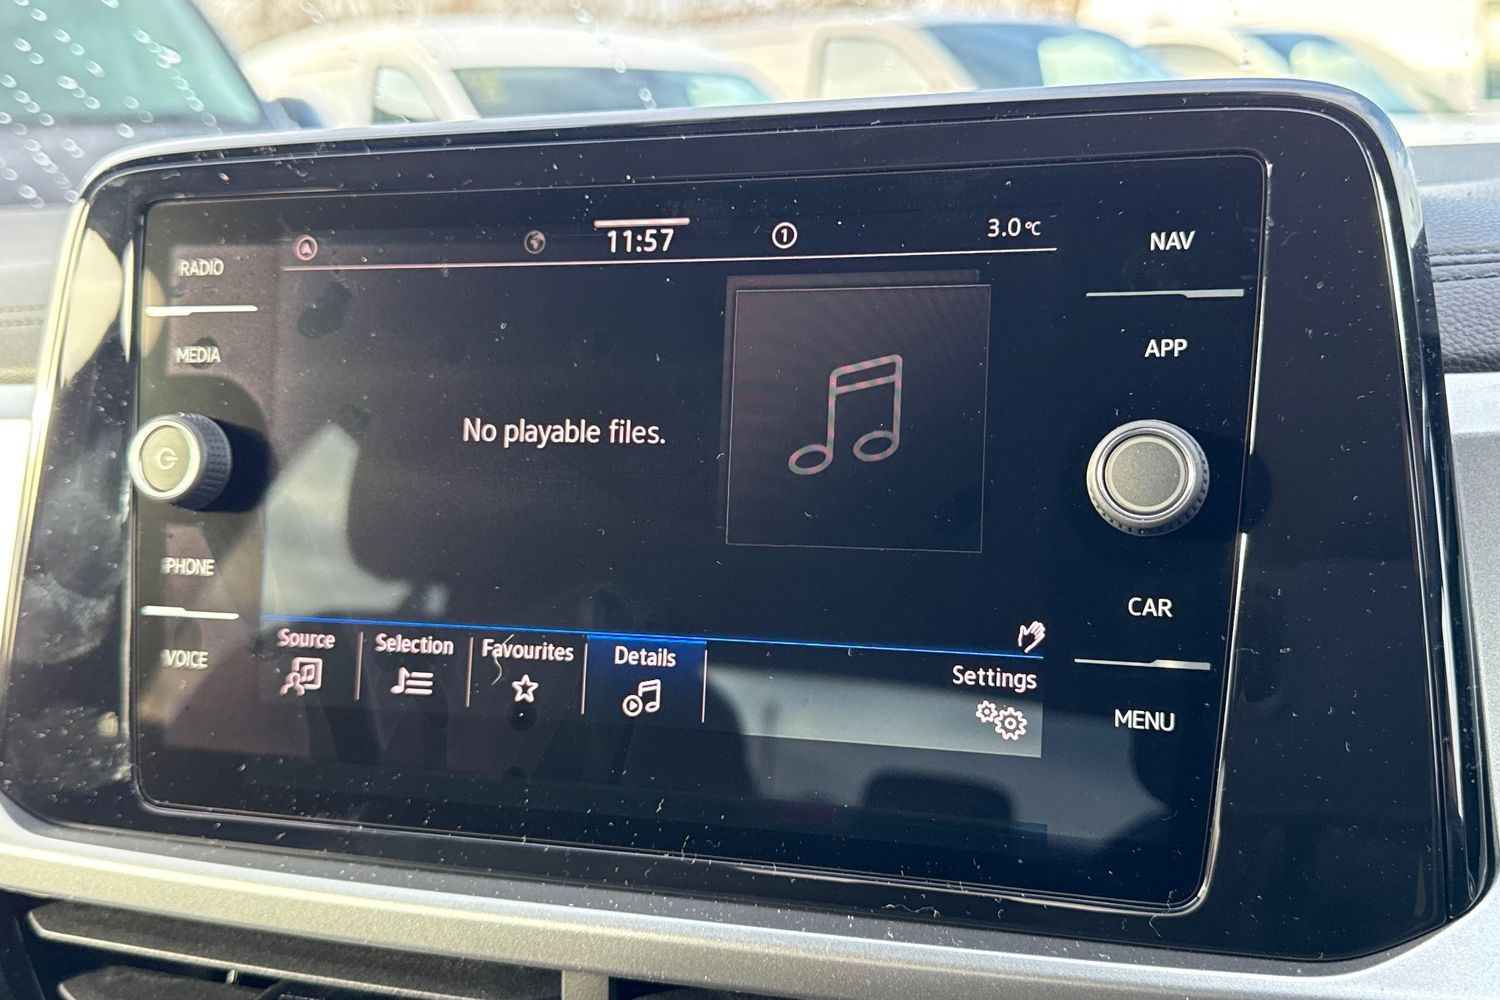 11:57
1
3.0 °C
RADIO
NAV
MEDIA
APP
No playable files.
PHONE
CAR
VOICE
Source
Selection
Favourites
Details
Settings
MENU